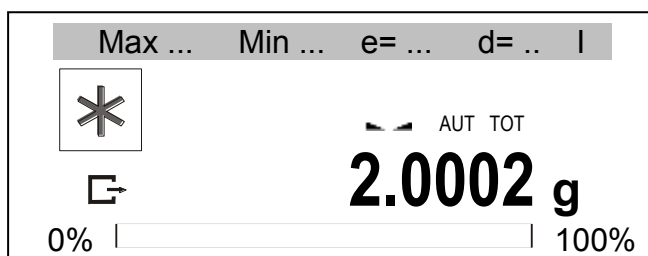 Max ... Min ... e= ... d= .. I
AUT TOT
2.0002 g
0% 100%